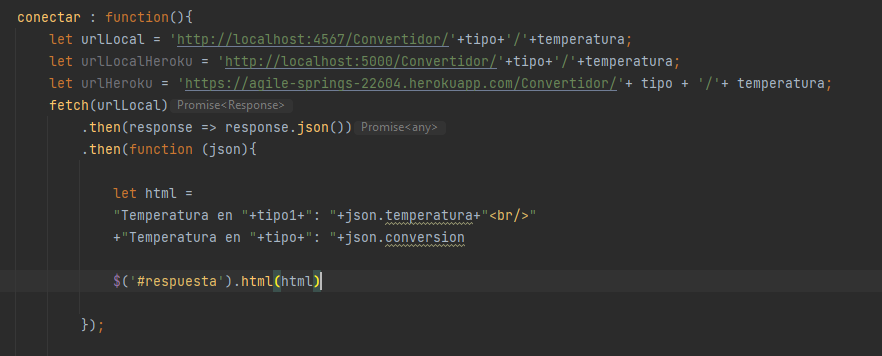 conectar : function(){
let urlLocal = 'http://localhost:4567/Convertidor/'+tipo+'/'+temperatura;
let urlLocalHeroku = 'http://localhost:5000/Convertidor/'+tipo+'/'+temperatura;
let urlHeroku = 'https://agile-springs-22604.herokuapp.com/Convertidor/'+ tipo + '/'+ temperatura;
fetch(urlLocal) Promise<Response>
.then(response => response.json()) Promise<any>
.then(function (json){
let html =
"Temperatura en "+tipo1+": "+json.temperatura+"<br/>"
+"Temperatura en "+tipo+": "+json.conversion
$('#respuesta').html(html)
});